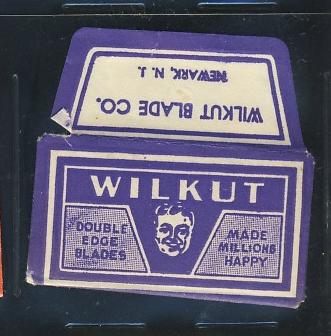 WILKUT BLADE CO.
NEWARK, N. J.
WILKUT
DOUBLE
EDGE
BLADES
MADE
MILLIONS
HAPPY